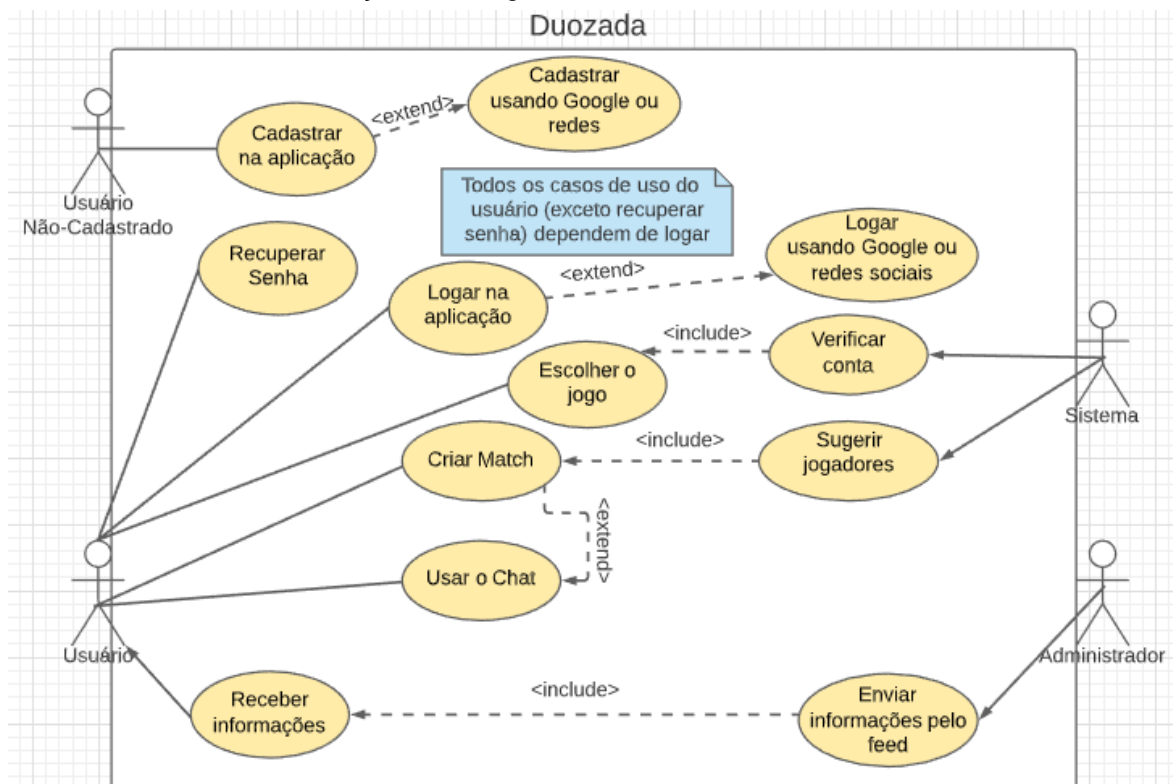 Duozada
Cadastrar
usando Google ou
redes
<extend>
Cadastrar
na aplicação
Usuário
Não-Cadastrado
Todos os casos de uso do
usuário (exceto recuperar
senha) dependem de logar
Logar
usando Google ou
redes sociais
Recuperar
Senha
<extend>
Logar na
aplicação
<include>
Verificar
conta
Escolher o
jogo
Sistema
<include>
Criar Match
Sugerir
jogadores
<extend>
Usar o Chat
Usuário
Administrador
<include>
Receber
informações
Enviar
informações pelo
feed